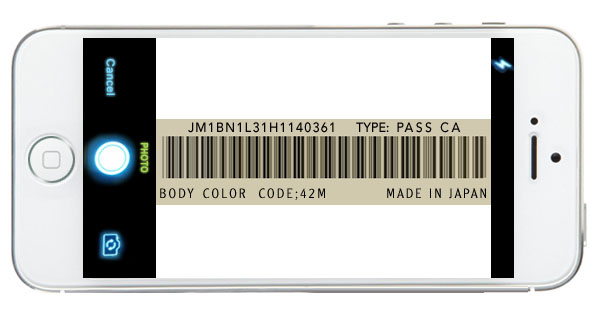 Cancel
PHOTO
JM1BN1L31H1140361 TYPE: PASS CA
BODY COLOR CODE;42M MADE IN JAPAN